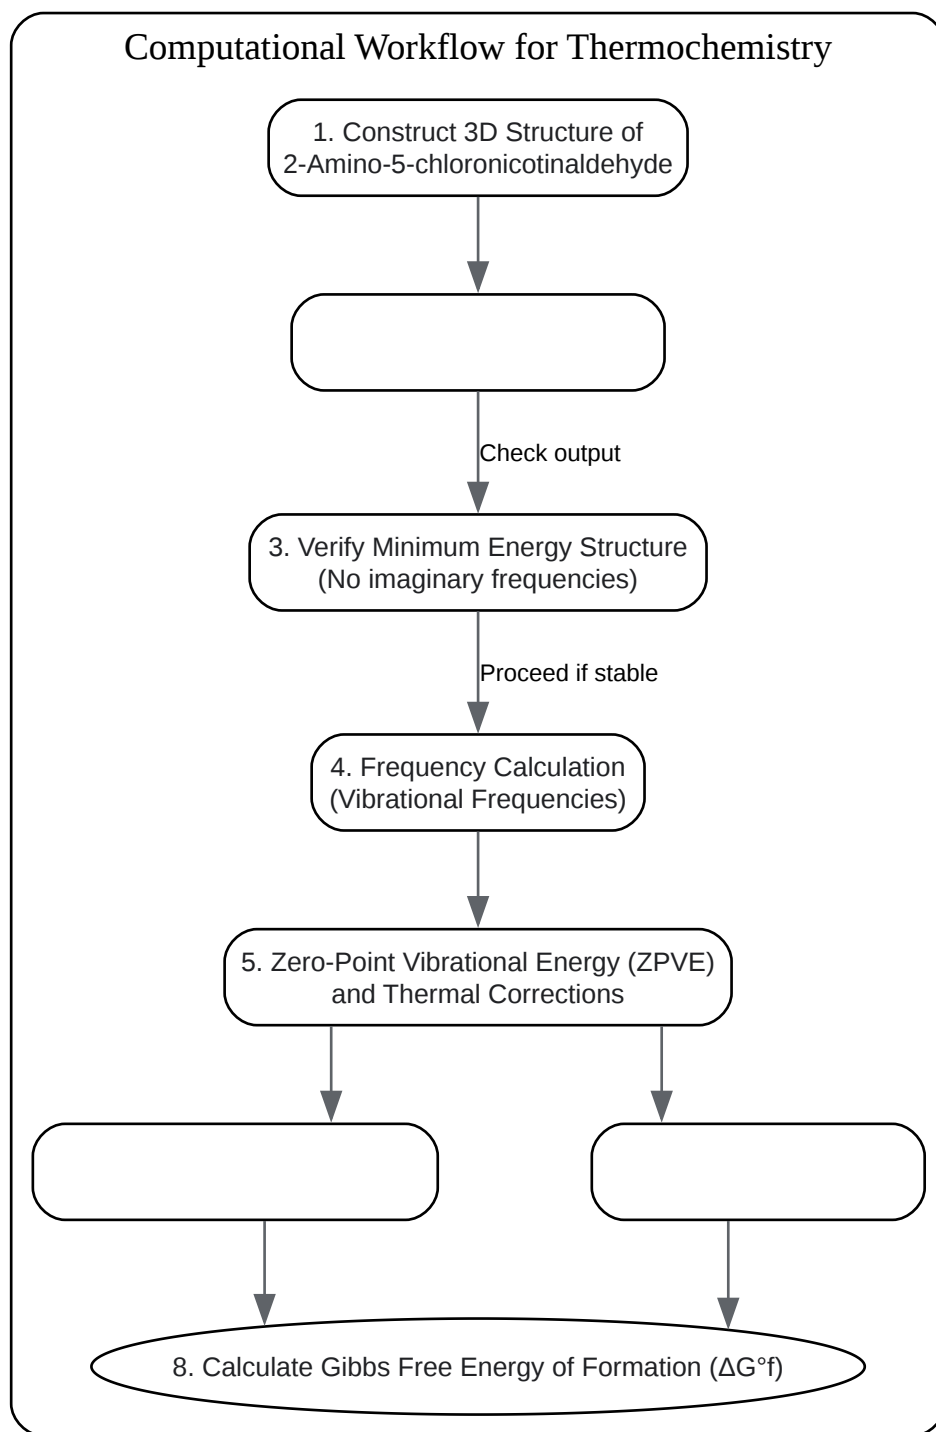 Computational Workflow for Thermochemistry
1. Construct 3D Structure of
2-Amino-5-chloronicotinaldehyde
Check output
3. Verify Minimum Energy Structure
(No imaginary frequencies)
Proceed if stable
4. Frequency Calculation
(Vibrational Frequencies)
5. Zero-Point Vibrational Energy (ZPVE)
and Thermal Corrections
8. Calculate Gibbs Free Energy of Formation (ΔG°f)